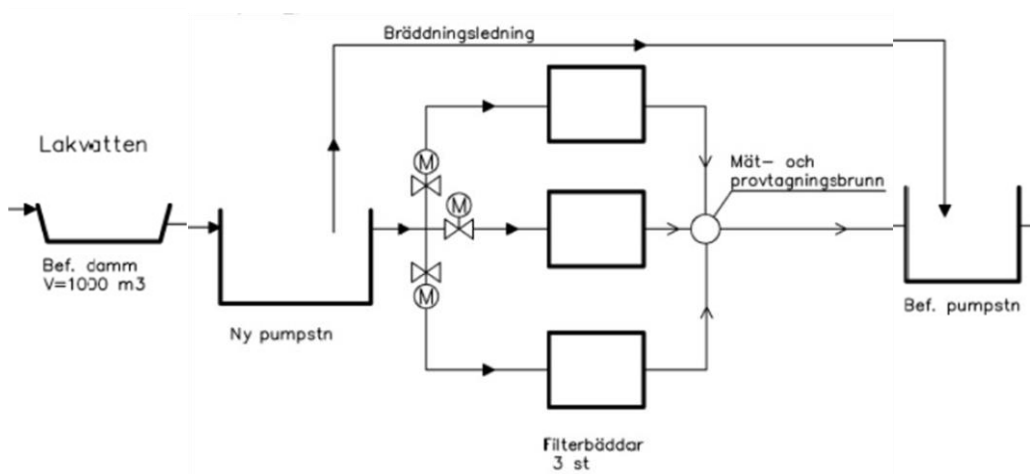 Bräddningsledning
Lakvatten
Mät- och
provtagningsbrunn
M
M
M
Bef. damm
V=1000 m3
Ny pumpstn
Bef. pumpstn
Filterbäddar
3 st